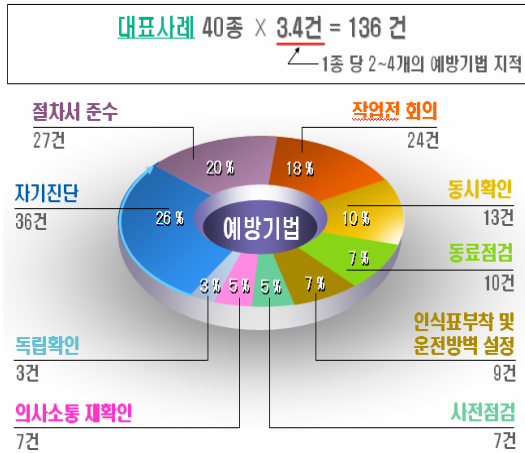 대표사례 40종 × 3.4건 = 136 건
1종 당 2~4개의 예방기법 지적
절차서 준수
27건
작업전 회의
24건
자기진단
36건
동시확인
13건
동료점검
10건
인식표부착 및
운전방벽 설정
9건
독립확인
3건
의사소통 재확인
7건
사전점검
7건
20 %
18 %
26 %
예방기법
10 %
7 %
3 %
5 %
5 %
7 %